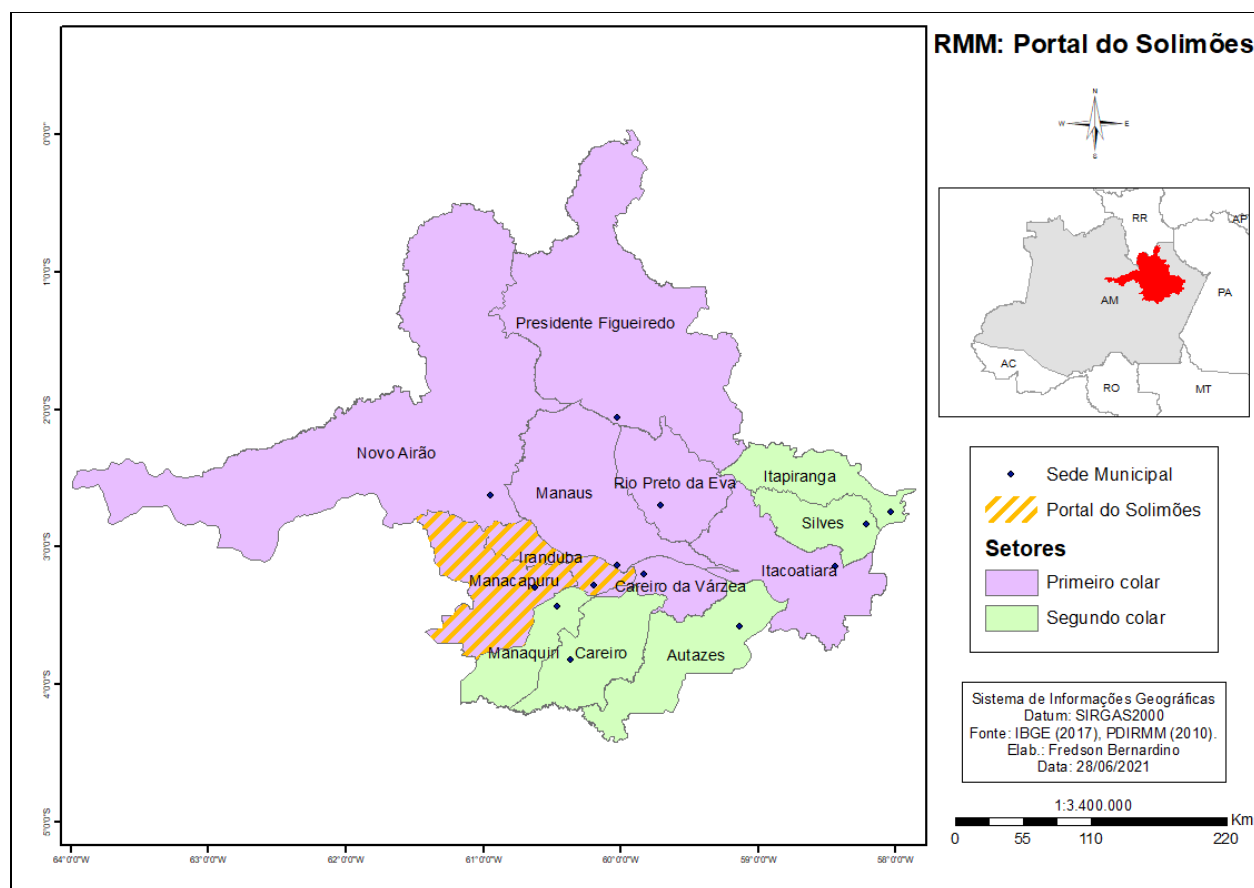 RMM: Portal do Solimões
N
W
E
S
RR
AP
AM
PA
AC
RO
MT
0°0'0"
1°0'0"S
2°0'0"S
3°0'0"S
4°0'0"S
5°0'0"S
64°0'0"W
63°0'0"W
62°0'0"W
61°0'0"W
60°0'0"W
59°0'0"W
58°0'0"W
Presidente Figueiredo
Novo Airão
Manaus
Rio Preto da Eva
Itapiranga
Silves
Iranduba
Itacoatiara
Manacapuru
Careiro da Várzea
Manaquiri
Careiro
Autazes
Sede Municipal
Portal do Solimões
Setores
Primeiro colar
Segundo colar
Sistema de Informações Geográficas
Datum: SIRGAS2000
Fonte: IBGE (2017), PDIRMM (2010).
Elab.: Fredson Bernardino
Data: 28/06/2021
1:3.400.000
Km
0 55 110 220